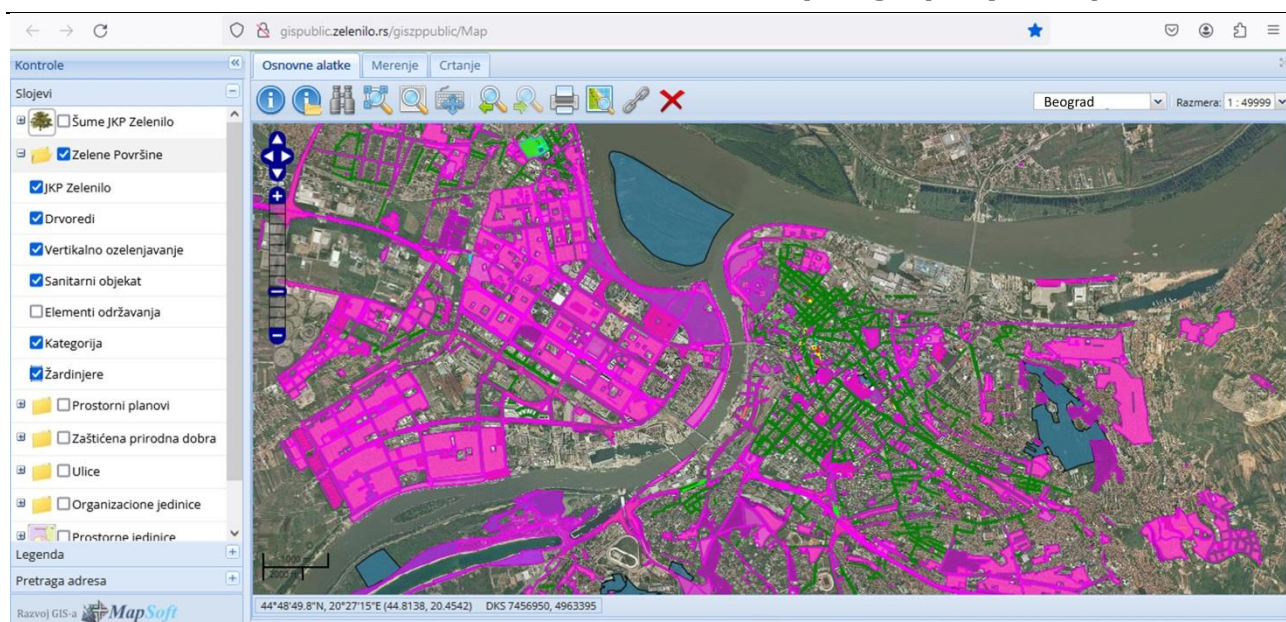 gispublic.zelenilo.rs/giszppublic/Map
Kontrole
Osnovne alatke
Merenje
Crtanje
Slojevi
Beograd
Razmera: 1 : 49999
Šume JKP Zelenilo
Zelene Površine
JKP Zelenilo
Drvoredi
Vertikalno ozelenjavanje
Sanitarni objekat
Elementi održavanja
Kategorija
Žardinjere
Prostorni planovi
Zaštićena prirodna dobra
Ulice
Organizacione jedinice
Prostorne jedinice
Legenda
Pretraga adresa
Razvoj GIS-a MapSoft
1000 m
2000 ft
44°48'49.8"N, 20°27'15"E (44.8138, 20.4542) DKS 7456950, 4963395